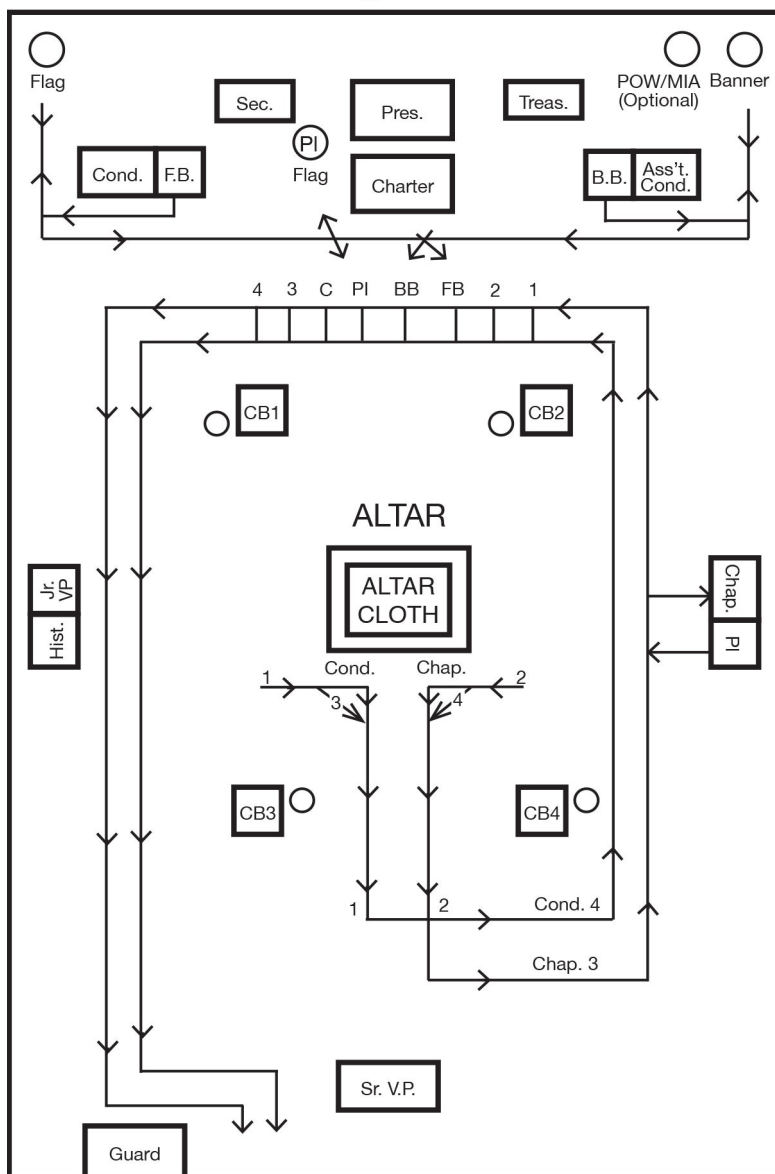 Flag
POW/MIA
(Optional)
Banner
Sec.
Pres.
Treas.
PI
Flag
Charter
Cond.
F.B.
B.B.
Ass't.
Cond.
4 3 C PI BB FB 2 1
CB1
CB2
ALTAR
ALTAR
CLOTH
Jr.
VP
Hist.
Chap.
PI
Cond.
Chap.
1
2
3
4
CB3
CB4
1
2
Cond. 4
Chap. 3
Sr. V.P.
Guard